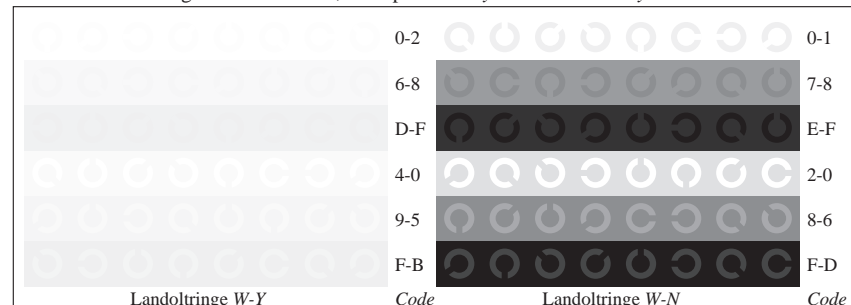 0-2 0-1
6-8 7-8
D-F E-F
4-0 2-0
9-5 8-6
F-B F-D
Landoltringe W-Y Code Landoltringe W-N Code